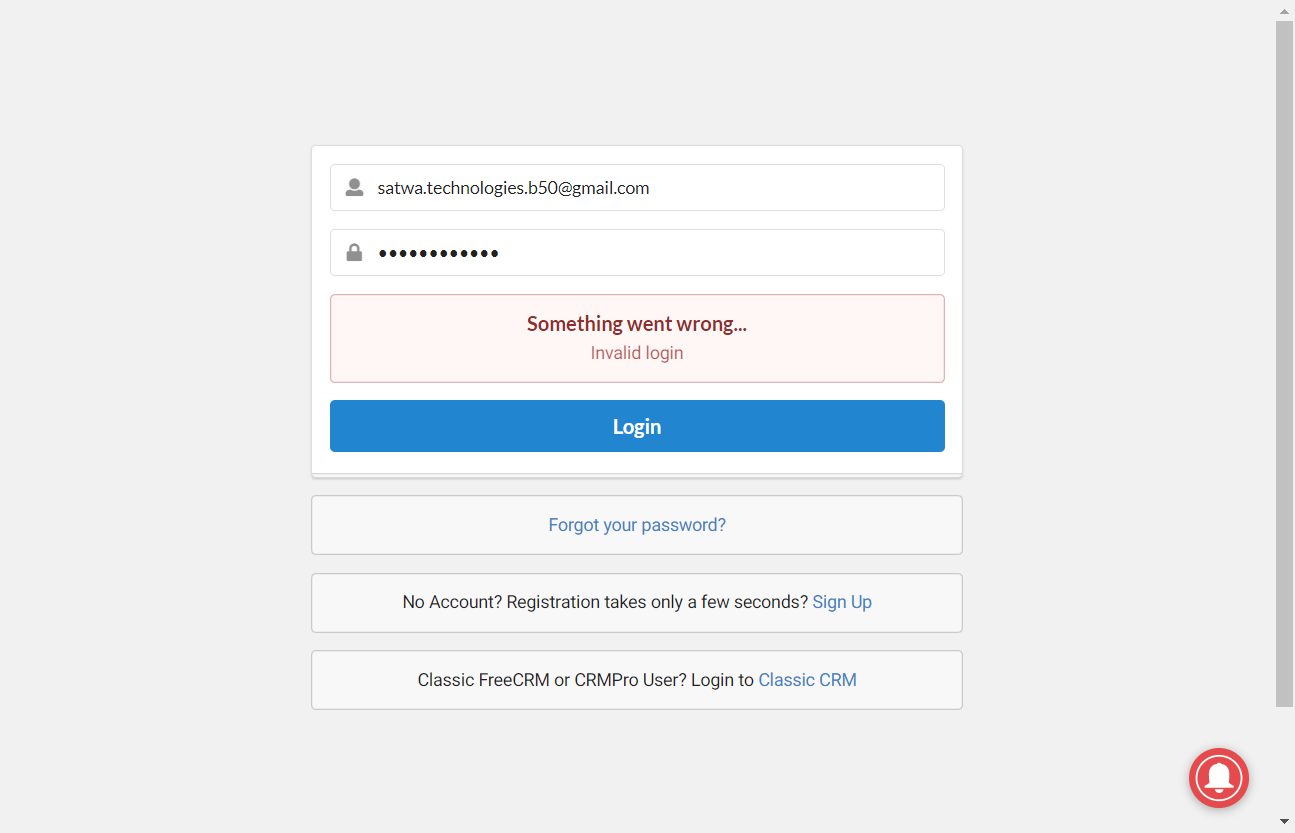 satwa.technologies.b50@gmail.com
••••••••••••
Something went wrong...
Invalid login
Login
Forgot your password?
No Account? Registration takes only a few seconds? Sign Up
Classic FreeCRM or CRMPro User? Login to Classic CRM